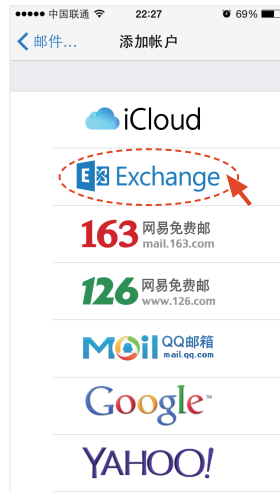 中国联通 22:27 69%
邮件... 添加帐户
iCloud
E Exchange
163 网易免费邮
mail.163.com
126 网易免费邮
www.126.com
Mail QQ邮箱
mail.qq.com
Google™
YAHOO!